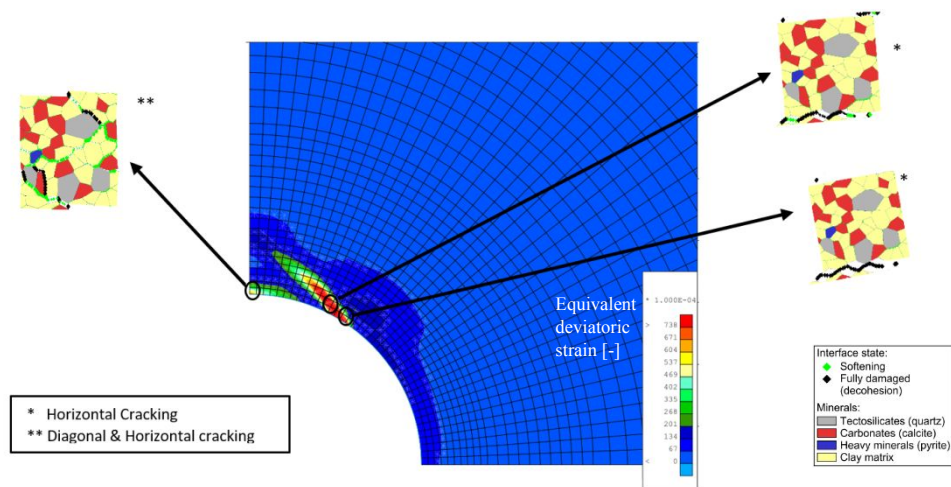 **
*
*
Equivalent
deviatoric
strain [-]
* 1.000E-04
>
738
671
604
537
469
402
335
268
201
134
67
< 0
Interface state:
Softening
Fully damaged
(decohesion)
Minerals:
Tectosilicates (quartz)
Carbonates (calcite)
Heavy minerals (pyrite)
Clay matrix
* Horizontal Cracking
** Diagonal & Horizontal cracking